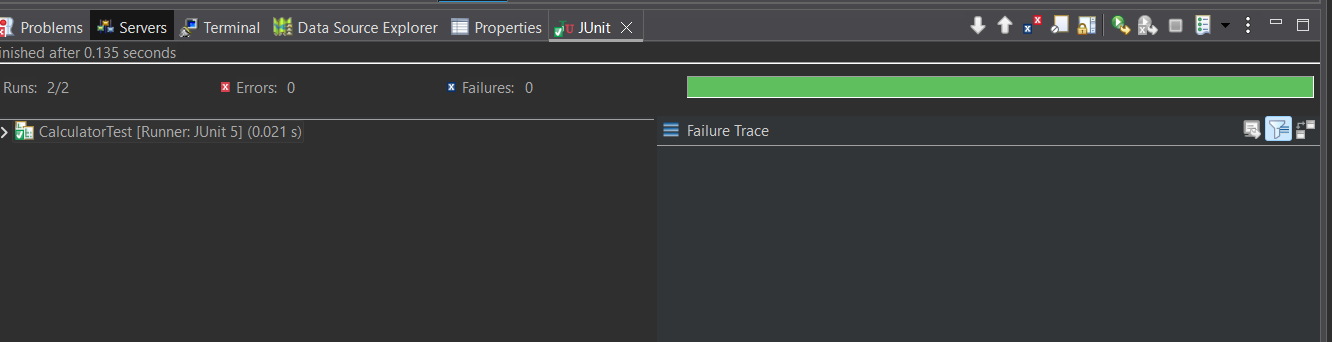 Problems Servers Terminal Data Source Explorer Properties JUnit
inished after 0.135 seconds
Runs: 2/2 Errors: 0 Failures: 0
CalculatorTest [Runner: JUnit 5] (0.021 s)
Failure Trace